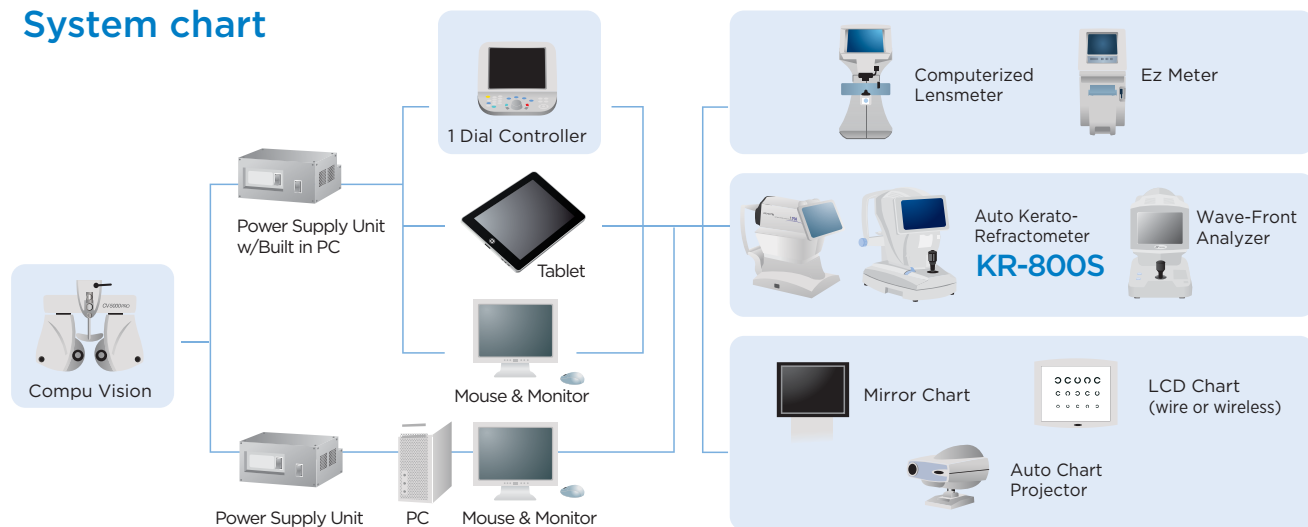 System chart
1 Dial Controller
Power Supply Unit
w/Built in PC
Tablet
CV-5000PRO
Compu Vision
Mouse & Monitor
Power Supply Unit
PC
Mouse & Monitor
Computerized
Lensmeter
Ez Meter
Auto Kerato-
Refractometer
KR-800S
Wave-Front
Analyzer
Mirror Chart
LCD Chart
(wire or wireless)
Auto Chart
Projector